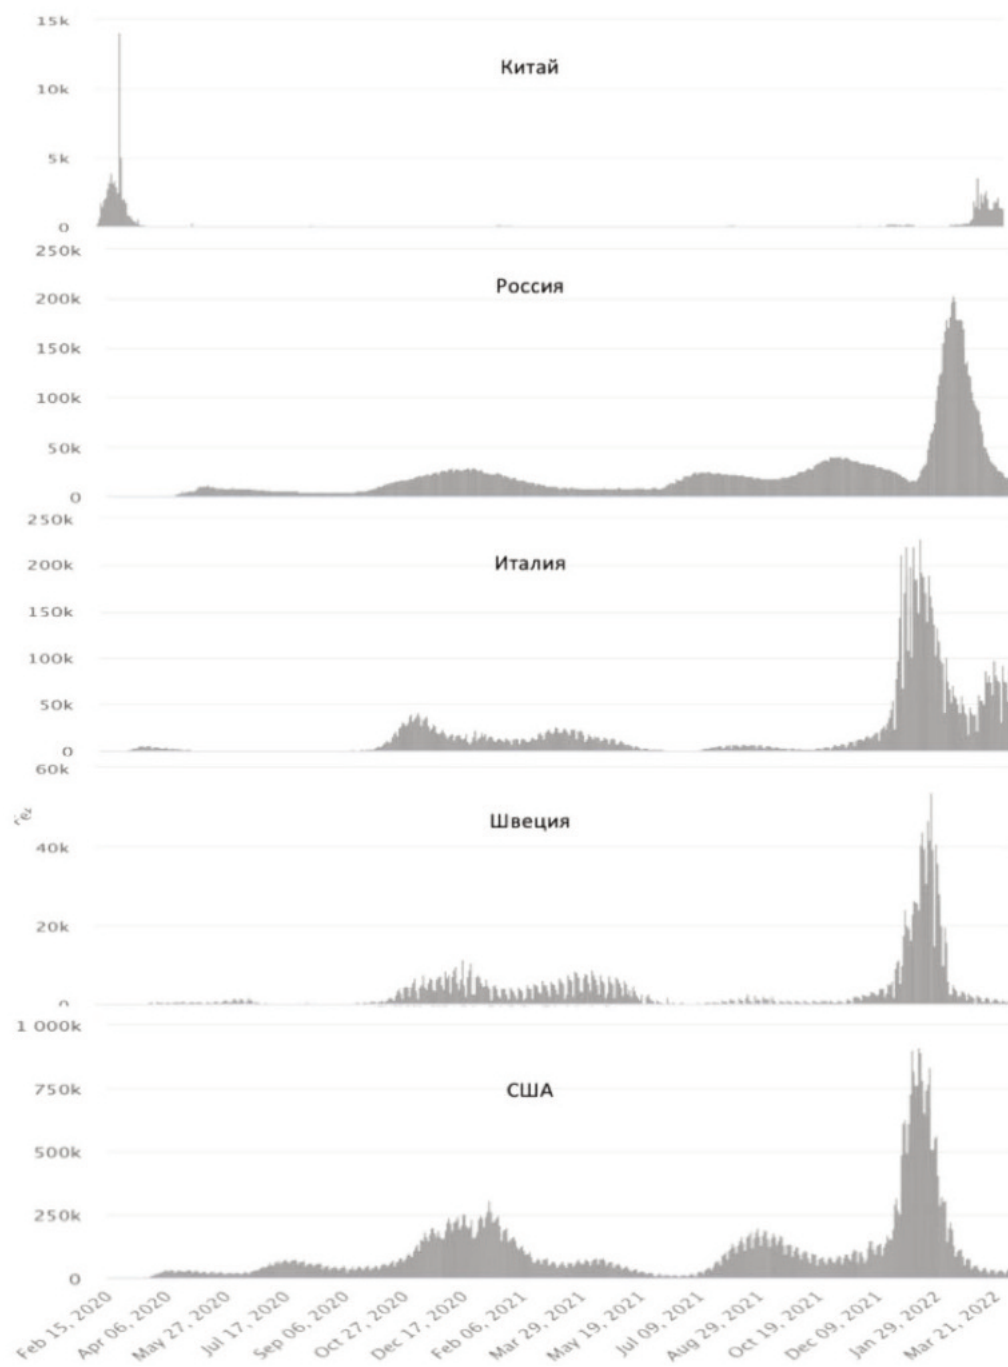 15k
Китай
10k
5k
0
250k
Россия
200k
150k
100k
50k
0
250k
Италия
200k
150k
100k
50k
0
60k
Швеция
40k
20k
0
1 000k
США
750k
500k
250k
0
Feb 15, 2020
Apr 06, 2020
May 27, 2020
Jul 17, 2020
Sep 06, 2020
Oct 27, 2020
Dec 17, 2020
Feb 06, 2021
Mar 29, 2021
May 19, 2021
Jul 09, 2021
Aug 29, 2021
Oct 19, 2021
Dec 09, 2021
Jan 29, 2022
Mar 21, 2022